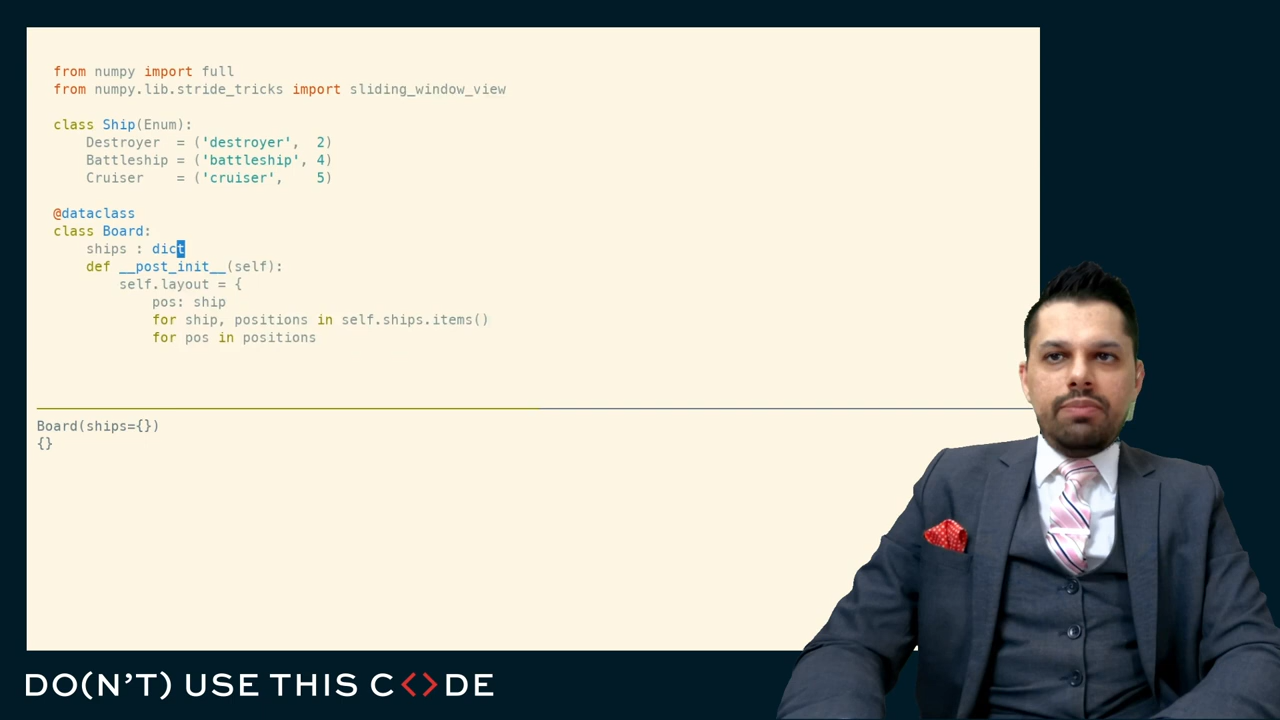 from numpy import full
from numpy.lib.stride_tricks import sliding_window_view
class Ship(Enum):
Destroyer = ('destroyer', 2)
Battleship = ('battleship', 4)
Cruiser = ('cruiser', 5)
@dataclass
class Board:
ships : dict
def __post_init__(self):
self.layout = {
pos: ship
for ship, positions in self.ships.items()
for pos in positions
Board(ships={})
{}
DO(N'T) USE THIS C<>DE